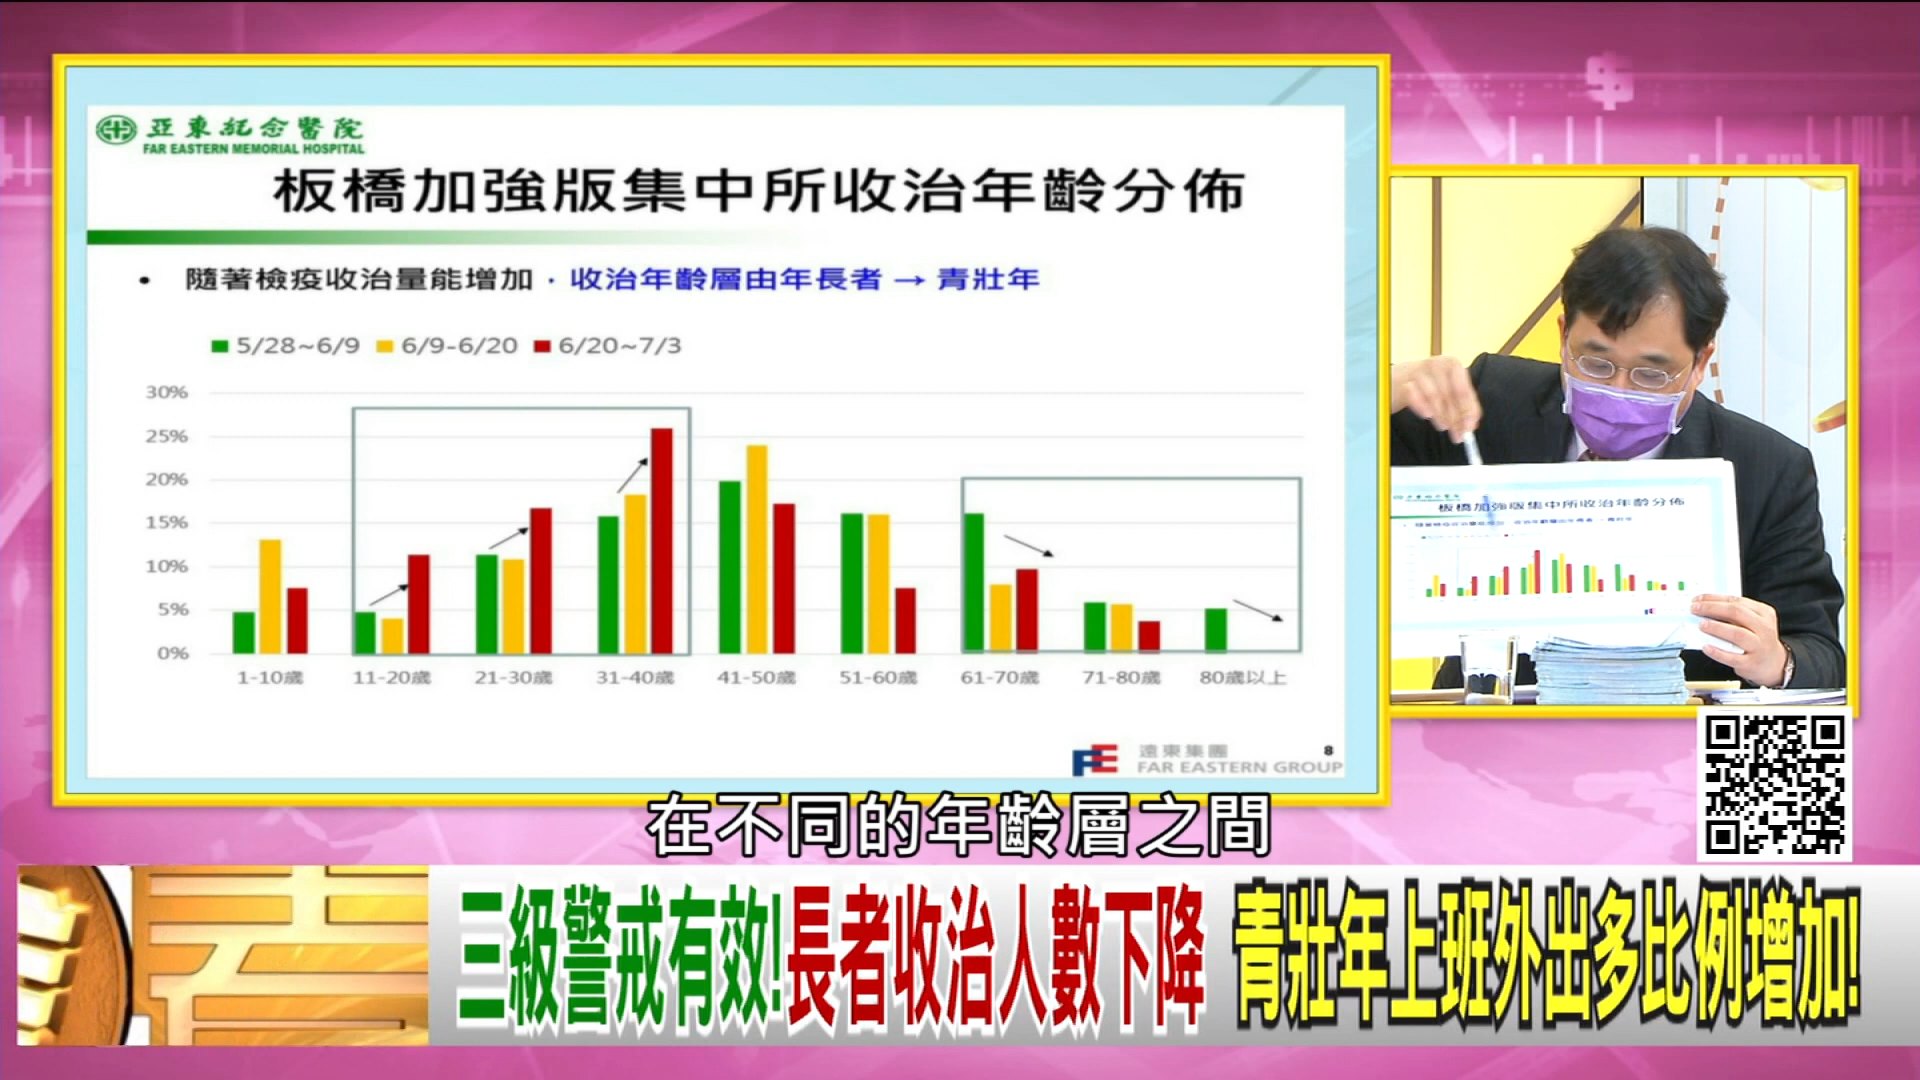 亞東紀念醫院
FAR EASTERN MEMORIAL HOSPITAL
板橋加強版集中所收治年齡分佈
• 隨著檢疫收治量能增加，收治年齡層由年長者 → 青壯年
5/28~6/9 6/9-6/20 6/20~7/3
30%
25%
20%
15%
10%
5%
0%
1-10歲 11-20歲 21-30歲 31-40歲 41-50歲 51-60歲 61-70歲 71-80歲 80歲以上
遠東集團
FAR EASTERN GROUP
8
板橋加強版集中所收治年齡分佈
在不同的年齡層之間
三級警戒有效!長者收治人數下降 青壯年上班外出多比例增加!